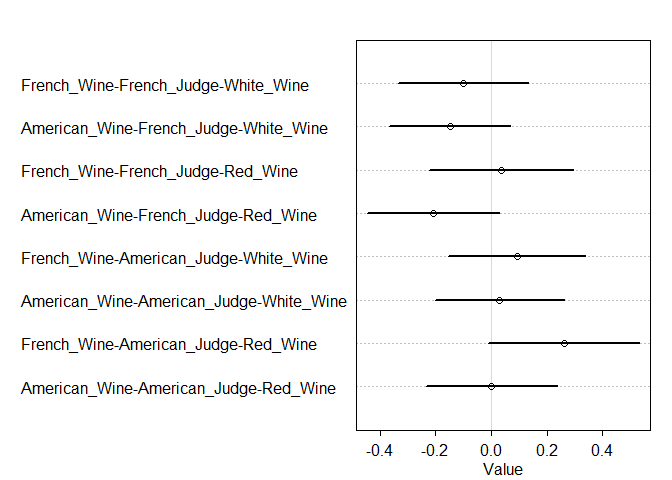 French_Wine-French_Judge-White_Wine
American_Wine-French_Judge-White_Wine
French_Wine-French_Judge-Red_Wine
American_Wine-French_Judge-Red_Wine
French_Wine-American_Judge-White_Wine
American_Wine-American_Judge-White_Wine
French_Wine-American_Judge-Red_Wine
American_Wine-American_Judge-Red_Wine
-0.4 -0.2 0.0 0.2 0.4
Value